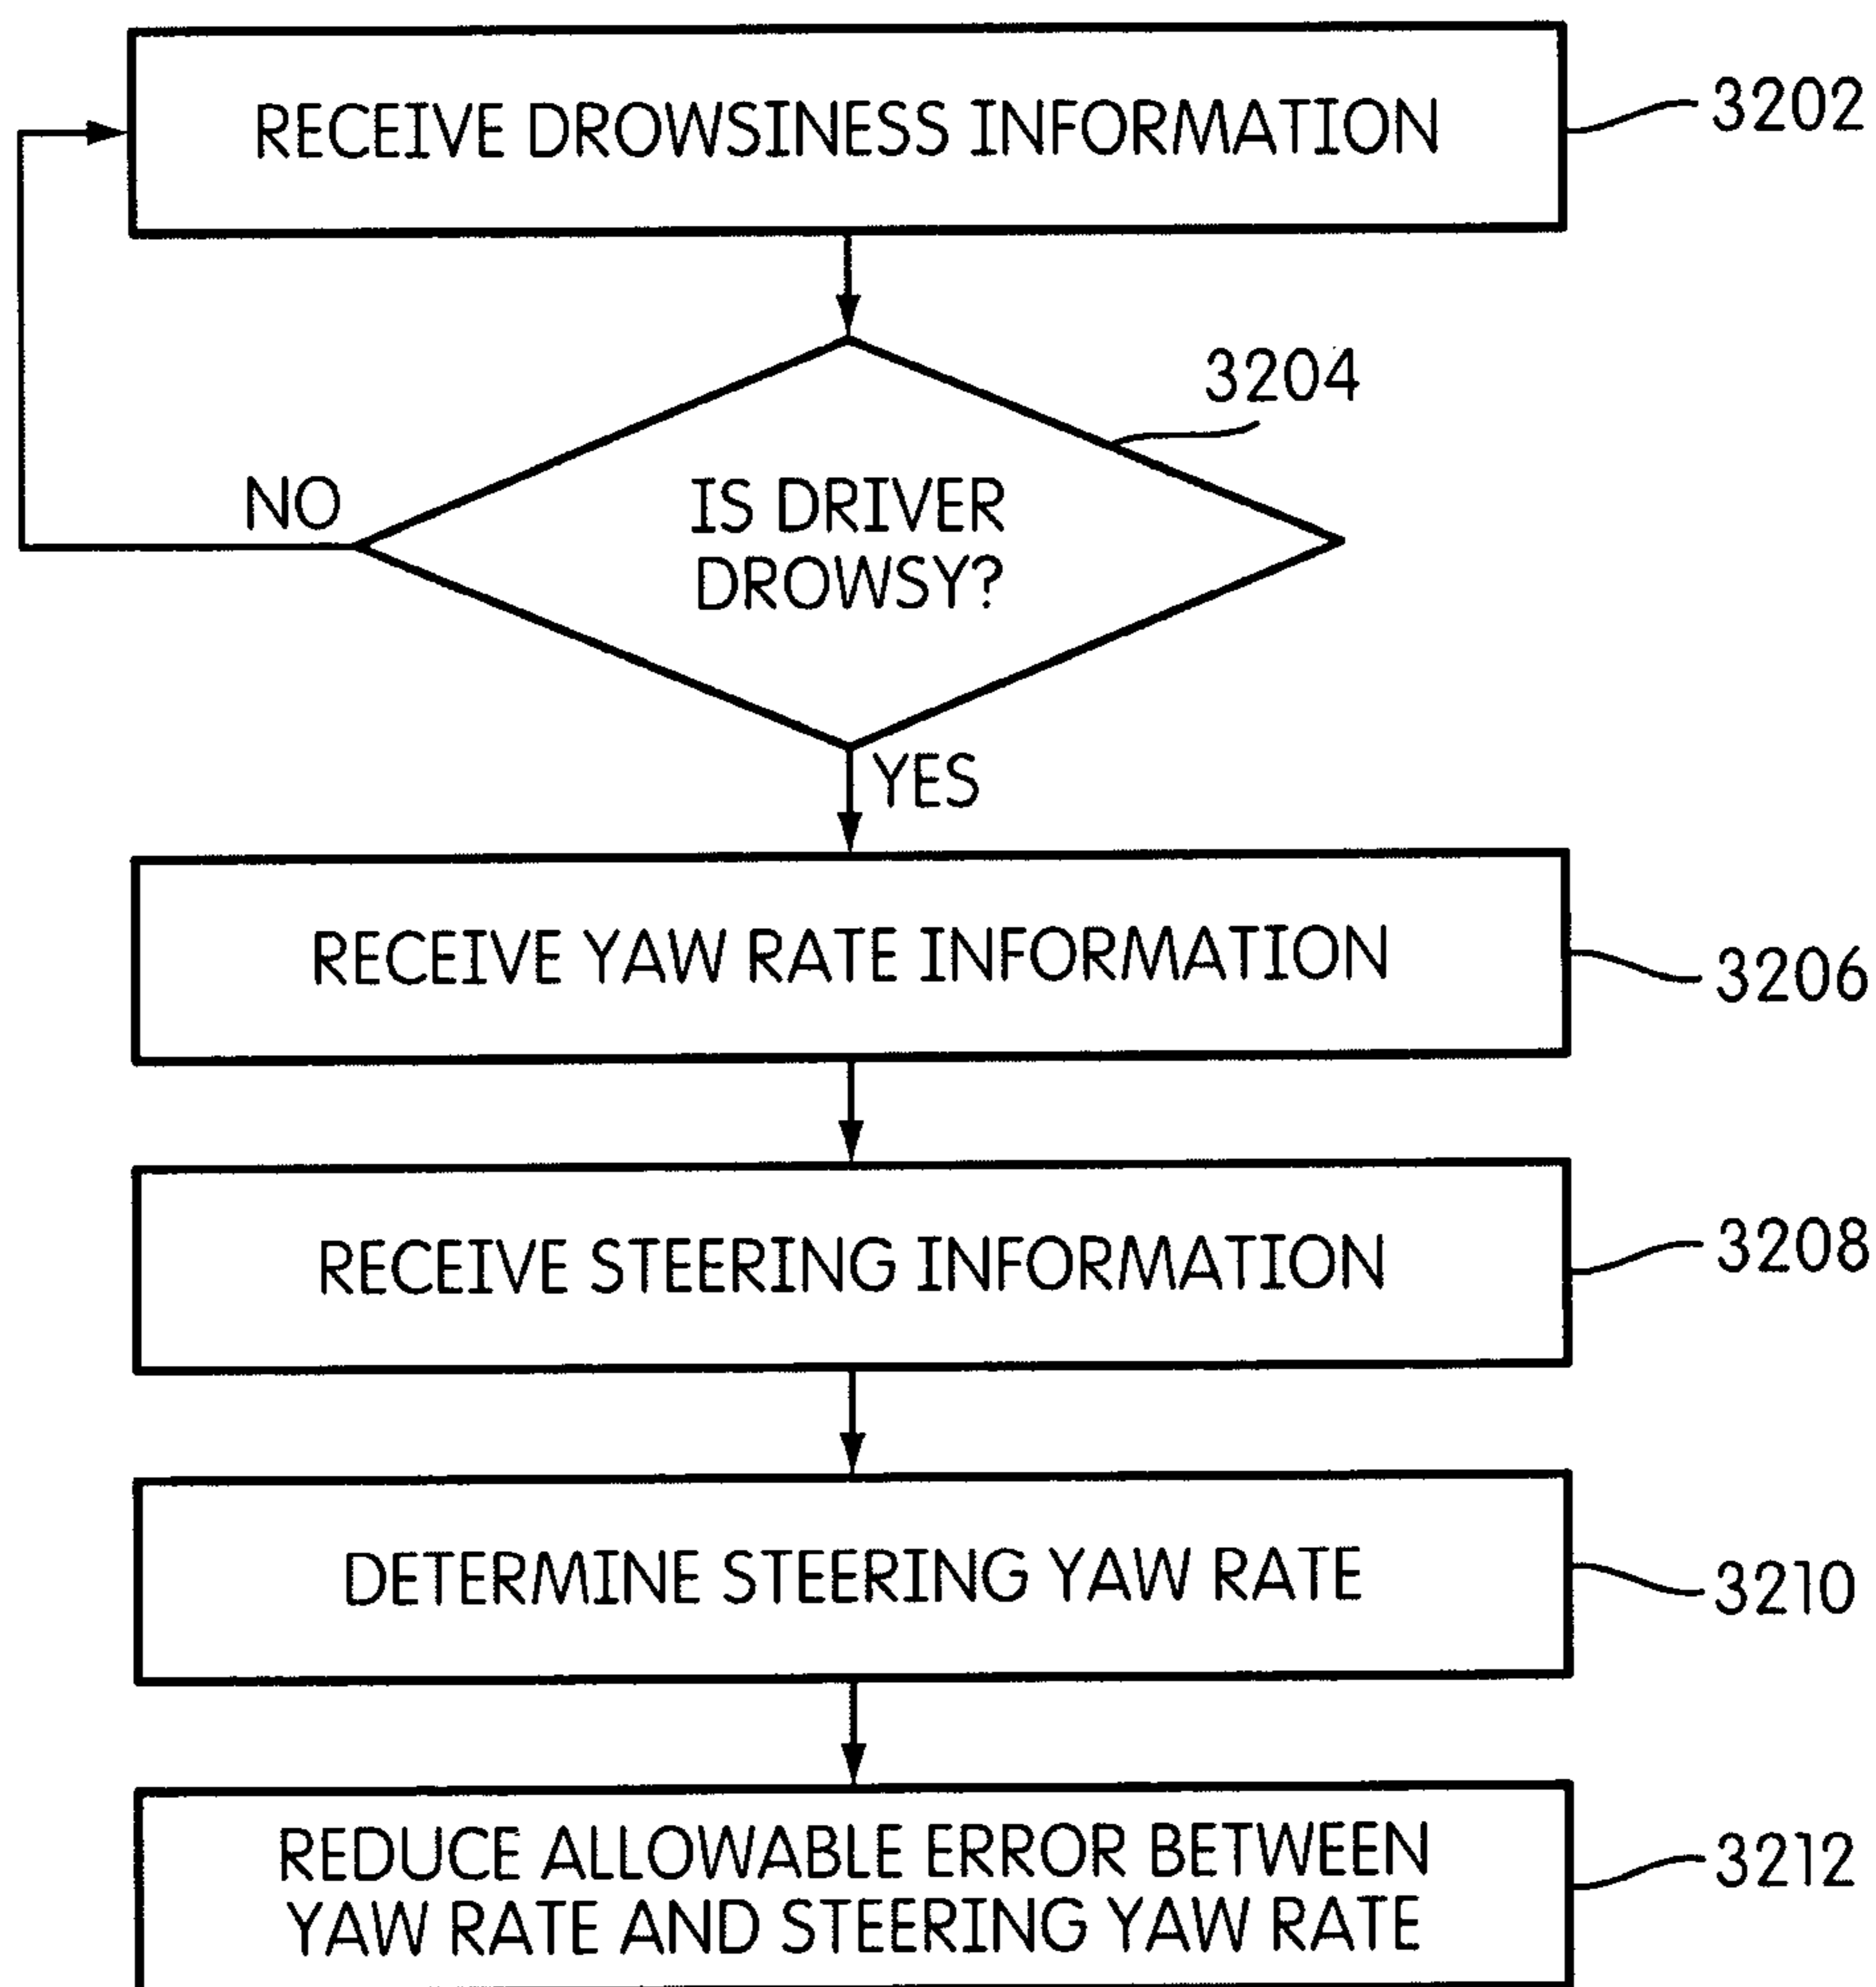 RECEIVE DROWSINESS INFORMATION
3202
3204
IS DRIVER
DROWSY?
NO
YES
RECEIVE YAW RATE INFORMATION
3206
RECEIVE STEERING INFORMATION
3208
DETERMINE STEERING YAW RATE
3210
REDUCE ALLOWABLE ERROR BETWEEN
YAW RATE AND STEERING YAW RATE
3212